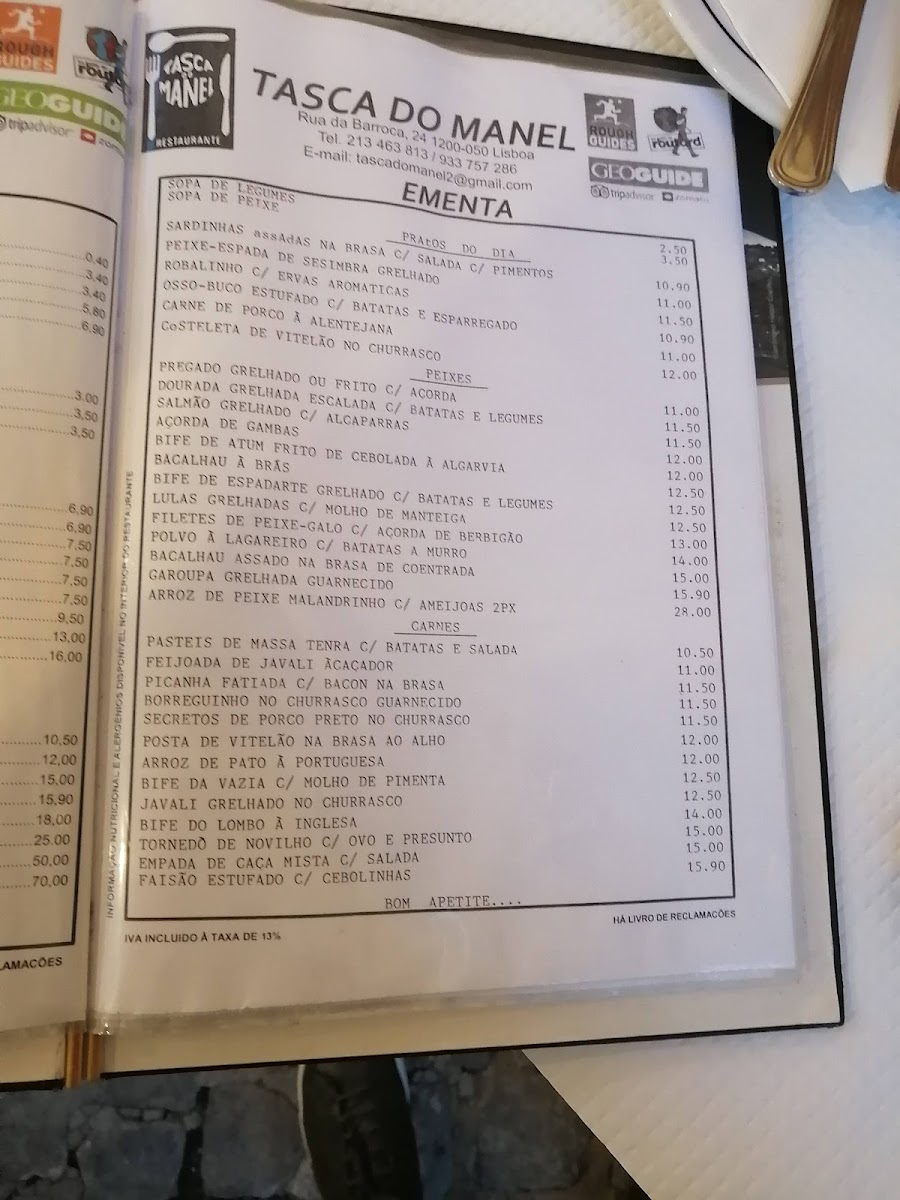 ROUGH
GUIDES
routard
GEOGUIDE
tripadvisor
0,40
3,40
3,40
5,80
6,90
3,00
3,50
3,50
6,90
6,90
7,50
7,50
7,50
7,50
9,50
13,00
16,00
10,50
12,00
15,00
15,90
18,00
25.00
50,00
70,00
TASCA
DO
MANEL
RESTAURANTE
TASCA DO MANEL
Rua da Barroca, 24 1200-050 Lisboa
Tel. 213 463 813 / 933 757 286
E-mail: tascadomanel2@gmail.com
ROUGH
GUIDES
routard
GEOGUIDE
tripadvisor zomato
EMENTA
SOPA DE LEGUMES 2.50
SOPA DE PEIXE 3.50
PRAtOS DO DIA
SARDINHAS assAdAS NA BRASA C/ SALADA C/ PIMENTOS 10.90
PEIXE-ESPADA DE SESIMBRA GRELHADO 11.00
ROBALINHO C/ ERVAS AROMATICAS 11.50
OSSO-BUCO ESTUFADO C/ BATATAS E ESPARREGADO 10.90
CARNE DE PORCO À ALENTEJANA 11.00
CoSTELETA DE VITELÃO NO CHURRASCO 12.00
PEIXES
PREGADO GRELHADO OU FRITO C/ AÇORDA 11.00
DOURADA GRELHADA ESCALADA C/ BATATAS E LEGUMES 11.50
SALMÃO GRELHADO C/ ALCAPARRAS 11.50
AÇORDA DE GAMBAS 12.00
BIFE DE ATUM FRITO DE CEBOLADA À ALGARVIA 12.00
BACALHAU À BRÁS 12.50
BIFE DE ESPADARTE GRELHADO C/ BATATAS E LEGUMES 12.50
LULAS GRELHADAS C/ MOLHO DE MANTEIGA 12.50
FILETES DE PEIXE-GALO C/ AÇORDA DE BERBIGÃO 13.00
POLVO À LAGAREIRO C/ BATATAS A MURRO 14.00
BACALHAU ASSADO NA BRASA DE COENTRADA 15.00
GAROUPA GRELHADA GUARNECIDO 15.90
ARROZ DE PEIXE MALANDRINHO C/ AMEIJOAS 2PX 28.00
CARNES
PASTEIS DE MASSA TENRA C/ BATATAS E SALADA 10.50
FEIJOADA DE JAVALI ÀCAÇADOR 11.00
PICANHA FATIADA C/ BACON NA BRASA 11.50
BORREGUINHO NO CHURRASCO GUARNECIDO 11.50
SECRETOS DE PORCO PRETO NO CHURRASCO 11.50
POSTA DE VITELÃO NA BRASA AO ALHO 12.00
ARROZ DE PATO À PORTUGUESA 12.00
BIFE DA VAZIA C/ MOLHO DE PIMENTA 12.50
JAVALI GRELHADO NO CHURRASCO 12.50
BIFE DO LOMBO À INGLESA 14.00
TORNEDÒ DE NOVILHO C/ OVO E PRESUNTO 15.00
EMPADA DE CAÇA MISTA C/ SALADA 15.00
FAISÃO ESTUFADO C/ CEBOLINHAS 15.90
BOM APETITE....
INFORMAÇÃO NUTRICIONAL E ALERGENIOS DISPONÍVEL NO INTERIOR DO RESTAURANTE
IVA INCLUIDO À TAXA DE 13%
HÁ LIVRO DE RECLAMACÕES